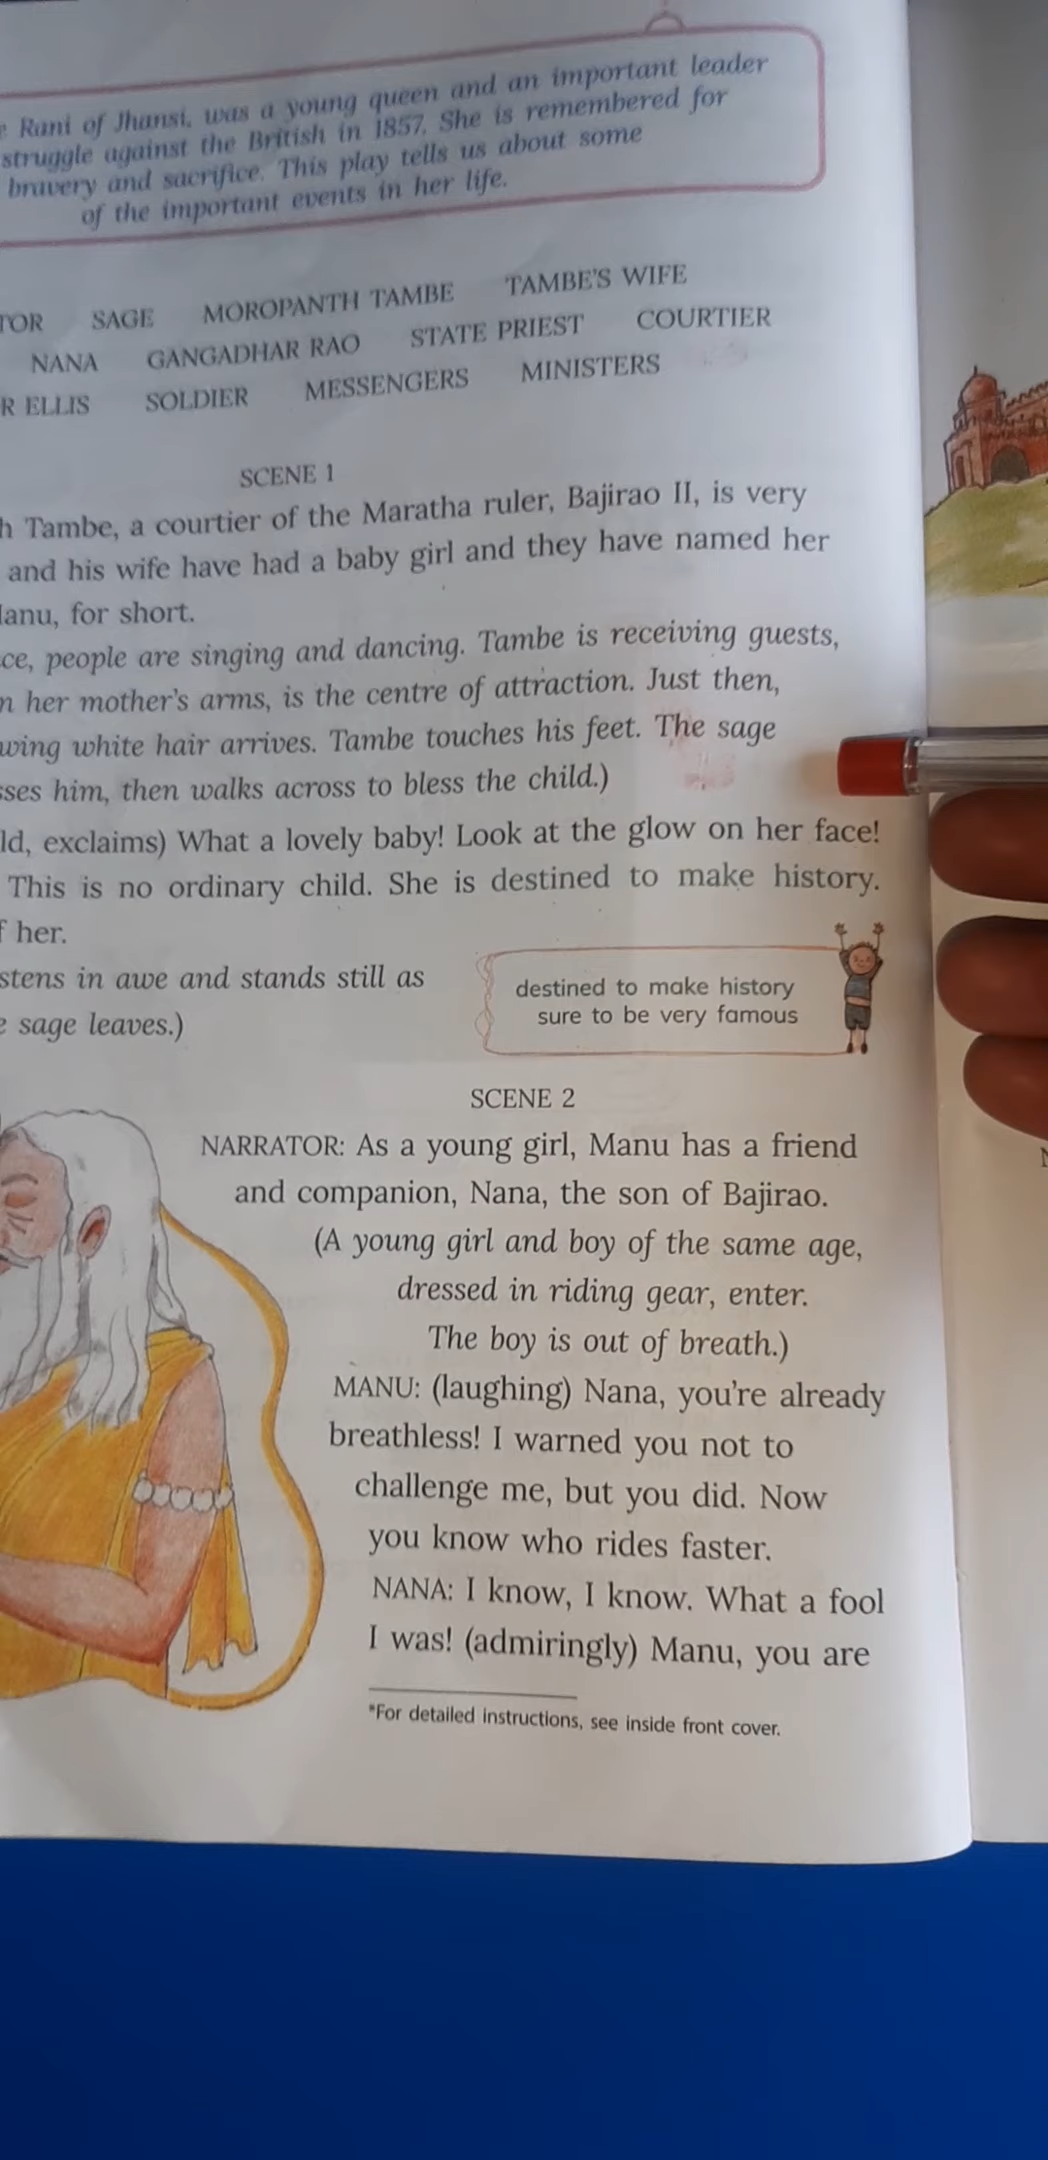 Rani of Jhansi, was a young queen and an important leader
struggle against the British in 1857. She is remembered for
bravery and sacrifice. This play tells us about some
of the important events in her life.
TOR SAGE MOROPANTH TAMBE TAMBE'S WIFE
NANA GANGADHAR RAO STATE PRIEST COURTIER
R ELLIS SOLDIER MESSENGERS MINISTERS
SCENE 1
h Tambe, a courtier of the Maratha ruler, Bajirao II, is very
and his wife have had a baby girl and they have named her
anu, for short.
ce, people are singing and dancing. Tambe is receiving guests,
n her mother's arms, is the centre of attraction. Just then,
wing white hair arrives. Tambe touches his feet. The sage
sses him, then walks across to bless the child.)
ld, exclaims) What a lovely baby! Look at the glow on her face!
This is no ordinary child. She is destined to make history.
f her.
stens in awe and stands still as
e sage leaves.)
destined to make history
sure to be very famous
SCENE 2
NARRATOR: As a young girl, Manu has a friend
and companion, Nana, the son of Bajirao.
(A young girl and boy of the same age,
dressed in riding gear, enter.
The boy is out of breath.)
MANU: (laughing) Nana, you're already
breathless! I warned you not to
challenge me, but you did. Now
you know who rides faster.
NANA: I know, I know. What a fool
I was! (admiringly) Manu, you are
*For detailed instructions, see inside front cover.